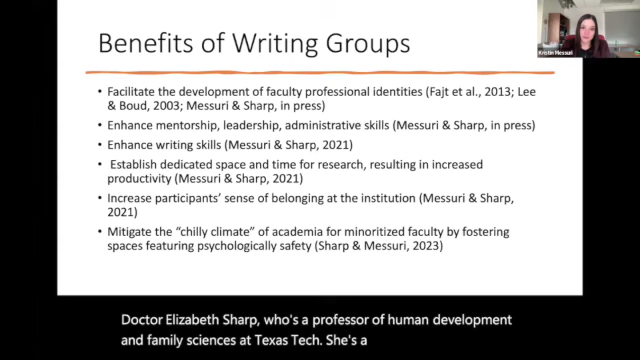 Benefits of Writing Groups
Kristin Messuri
• Facilitate the development of faculty professional identities (Fajt et al., 2013; Lee
& Boud, 2003; Messuri & Sharp, in press)
• Enhance mentorship, leadership, administrative skills (Messuri & Sharp, in press)
• Enhance writing skills (Messuri & Sharp, 2021)
• Establish dedicated space and time for research, resulting in increased
productivity (Messuri & Sharp, 2021)
• Increase participants' sense of belonging at the institution (Messuri & Sharp,
2021)
• Mitigate the "chilly climate" of academia for minoritized faculty by fostering
spaces featuring psychologically safety (Sharp & Messuri, 2023)
Doctor Elizabeth Sharp, who's a professor of human development
and family sciences at Texas Tech. She's a